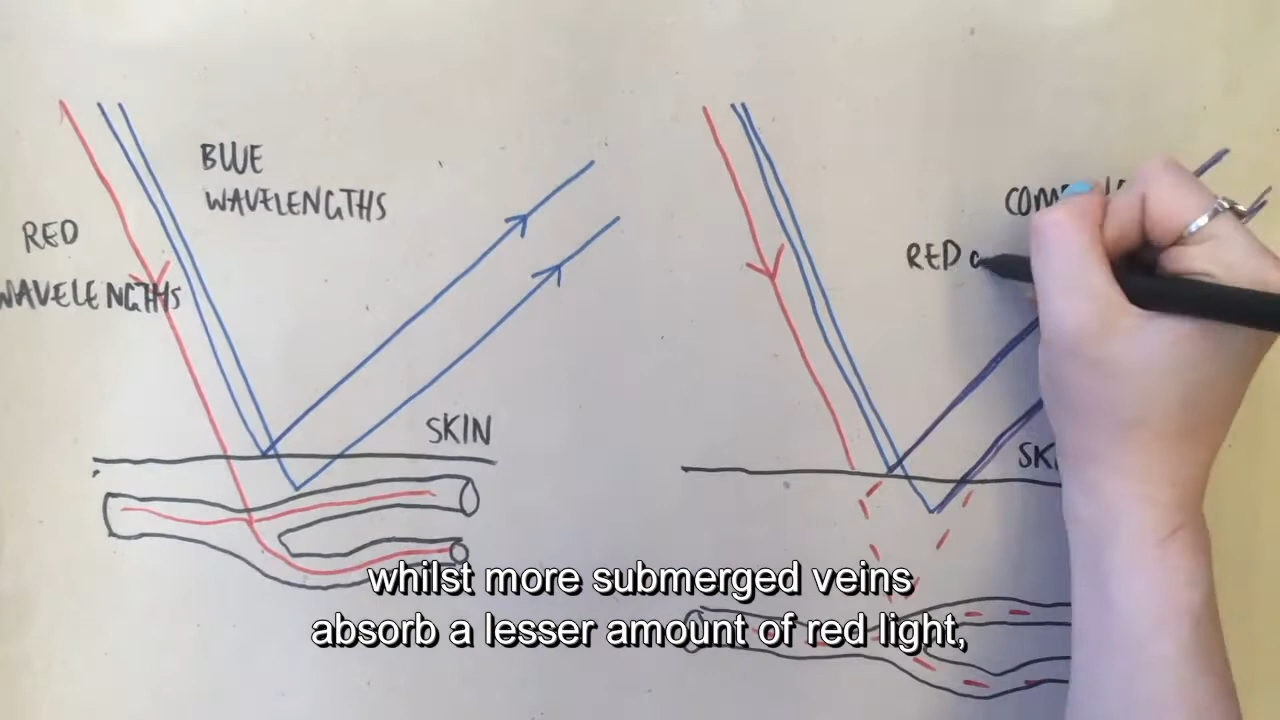 BLUE
WAVELENGTHS
RED
WAVELENGTHS
SKIN
RED
whilst more submerged veins
absorb a lesser amount of red light,